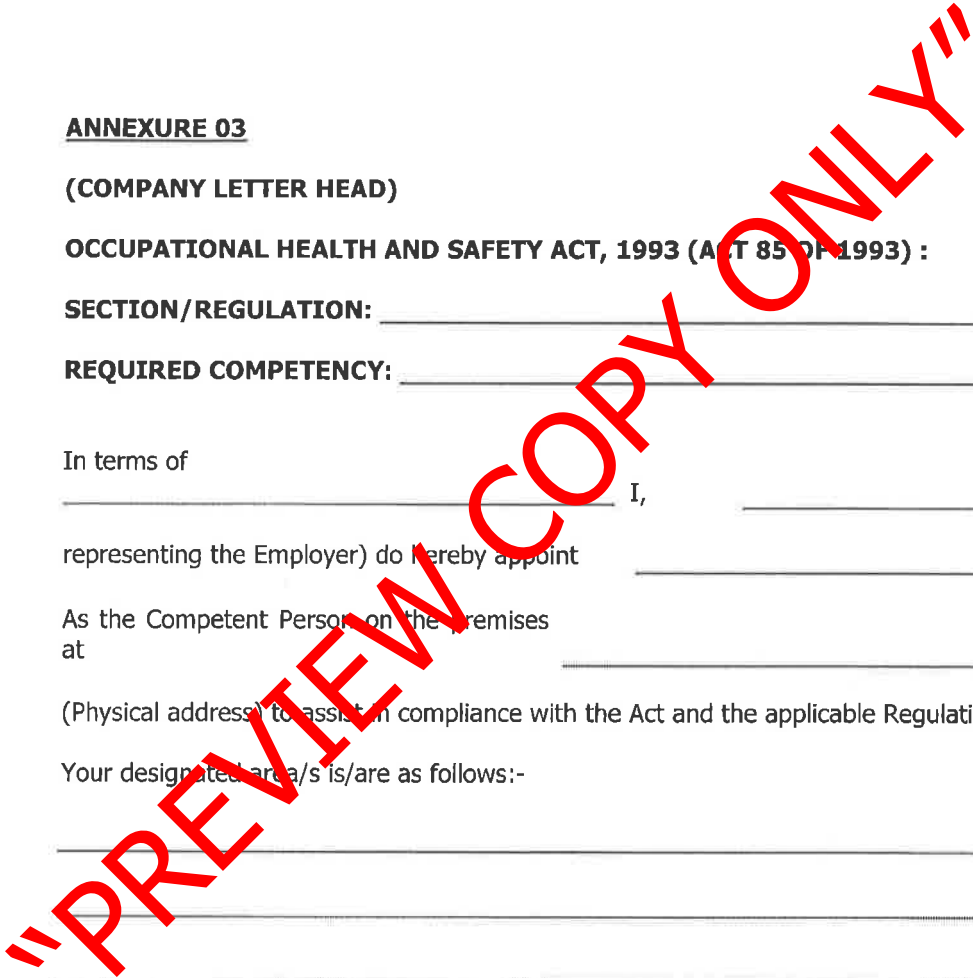 ANNEXURE 03
(COMPANY LETTER HEAD)
OCCUPATIONAL HEALTH AND SAFETY ACT, 1993 (ACT 85 OF 1993) :
SECTION/REGULATION:
REQUIRED COMPETENCY:
In terms of
I,
representing the Employer) do hereby appoint
As the Competent Person on the premises
at
(Physical address) to assist in compliance with the Act and the applicable Regulati
Your designated area/s is/are as follows:-
"PREVIEW COPY ONLY"